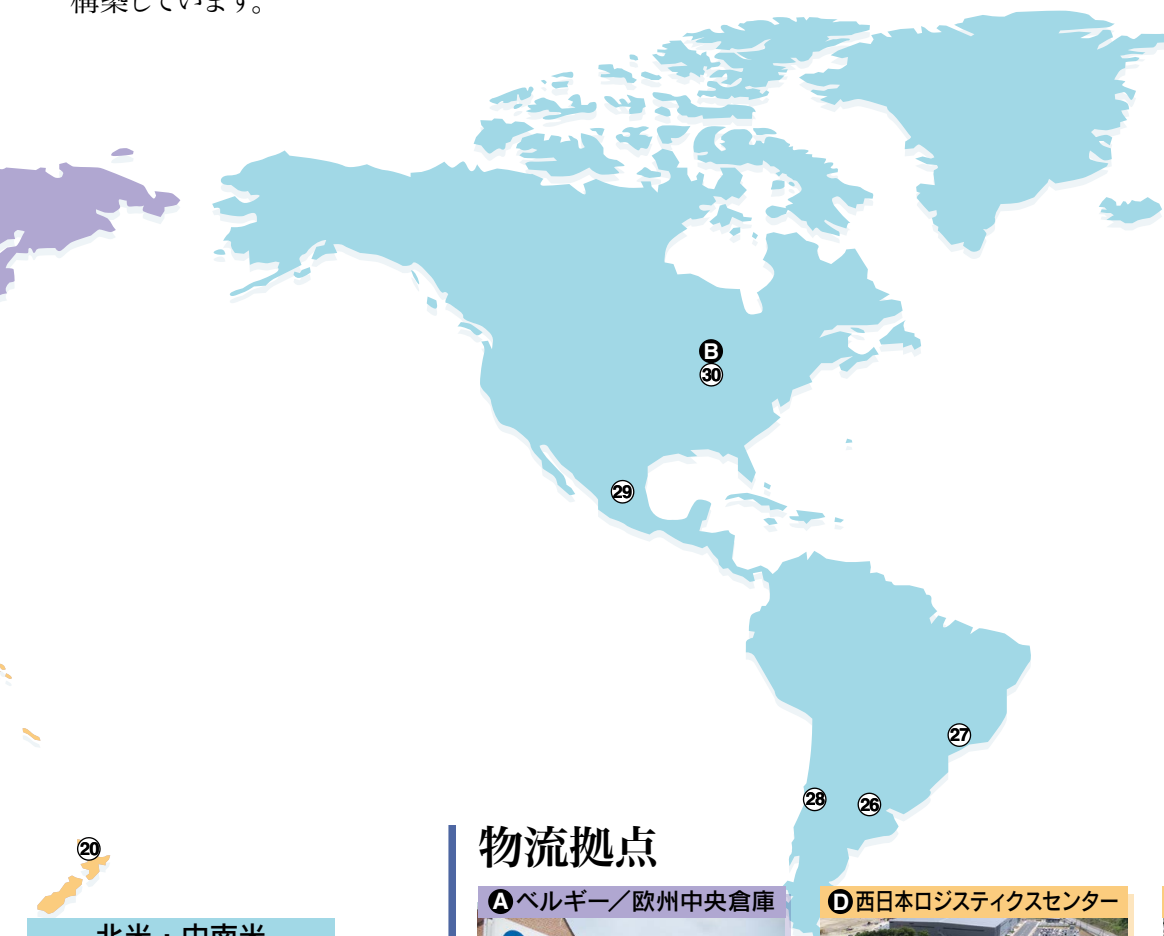 構築しています。
B
30
29
27
28
26
20
物流拠点
Aベルギー／欧州中央倉庫
D西日本ロジスティクスセンター
北米・中南米